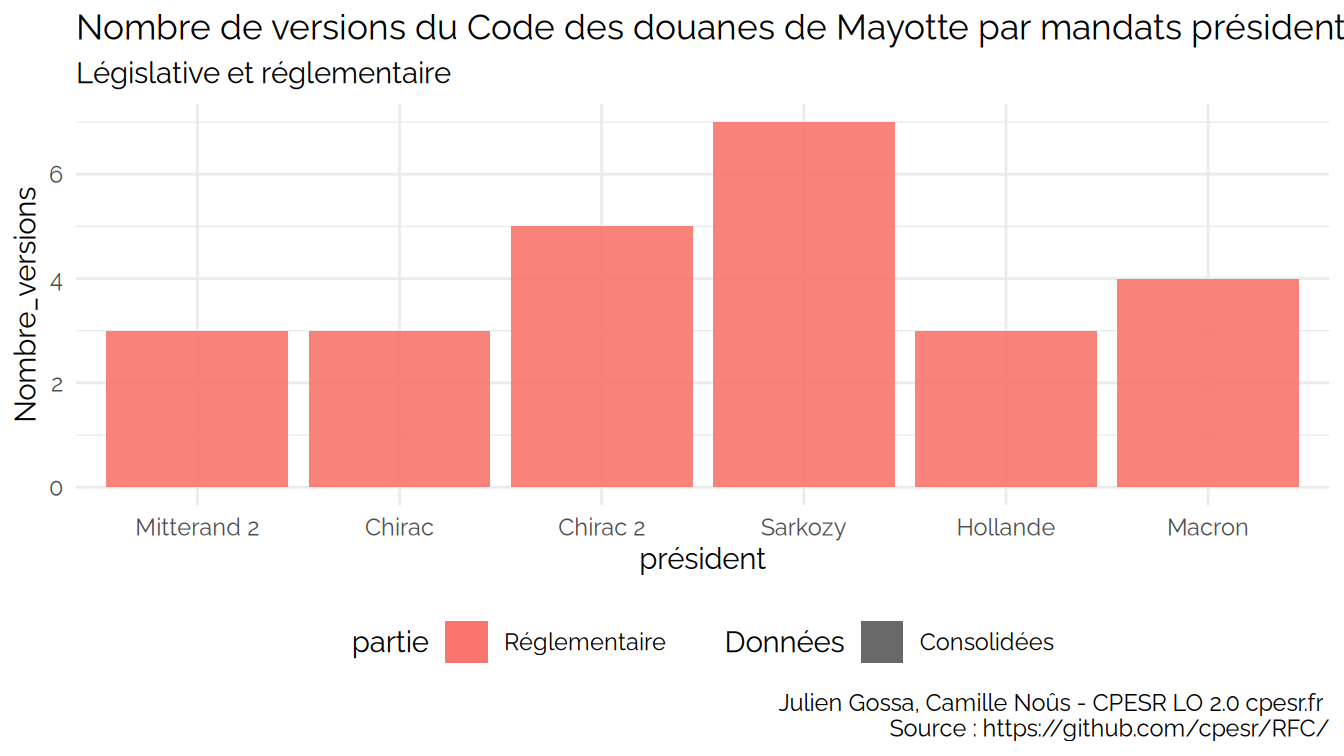 Nombre de versions du Code des douanes de Mayotte par mandats président
Législative et réglementaire
Nombre_versions
6
4
2
0
Mitterand 2 Chirac Chirac 2 Sarkozy Hollande Macron
président
partie Réglementaire Données Consolidées
Julien Gossa, Camille Noûs - CPESR LO 2.0 cpesr.fr
Source : https://github.com/cpesr/RFC/